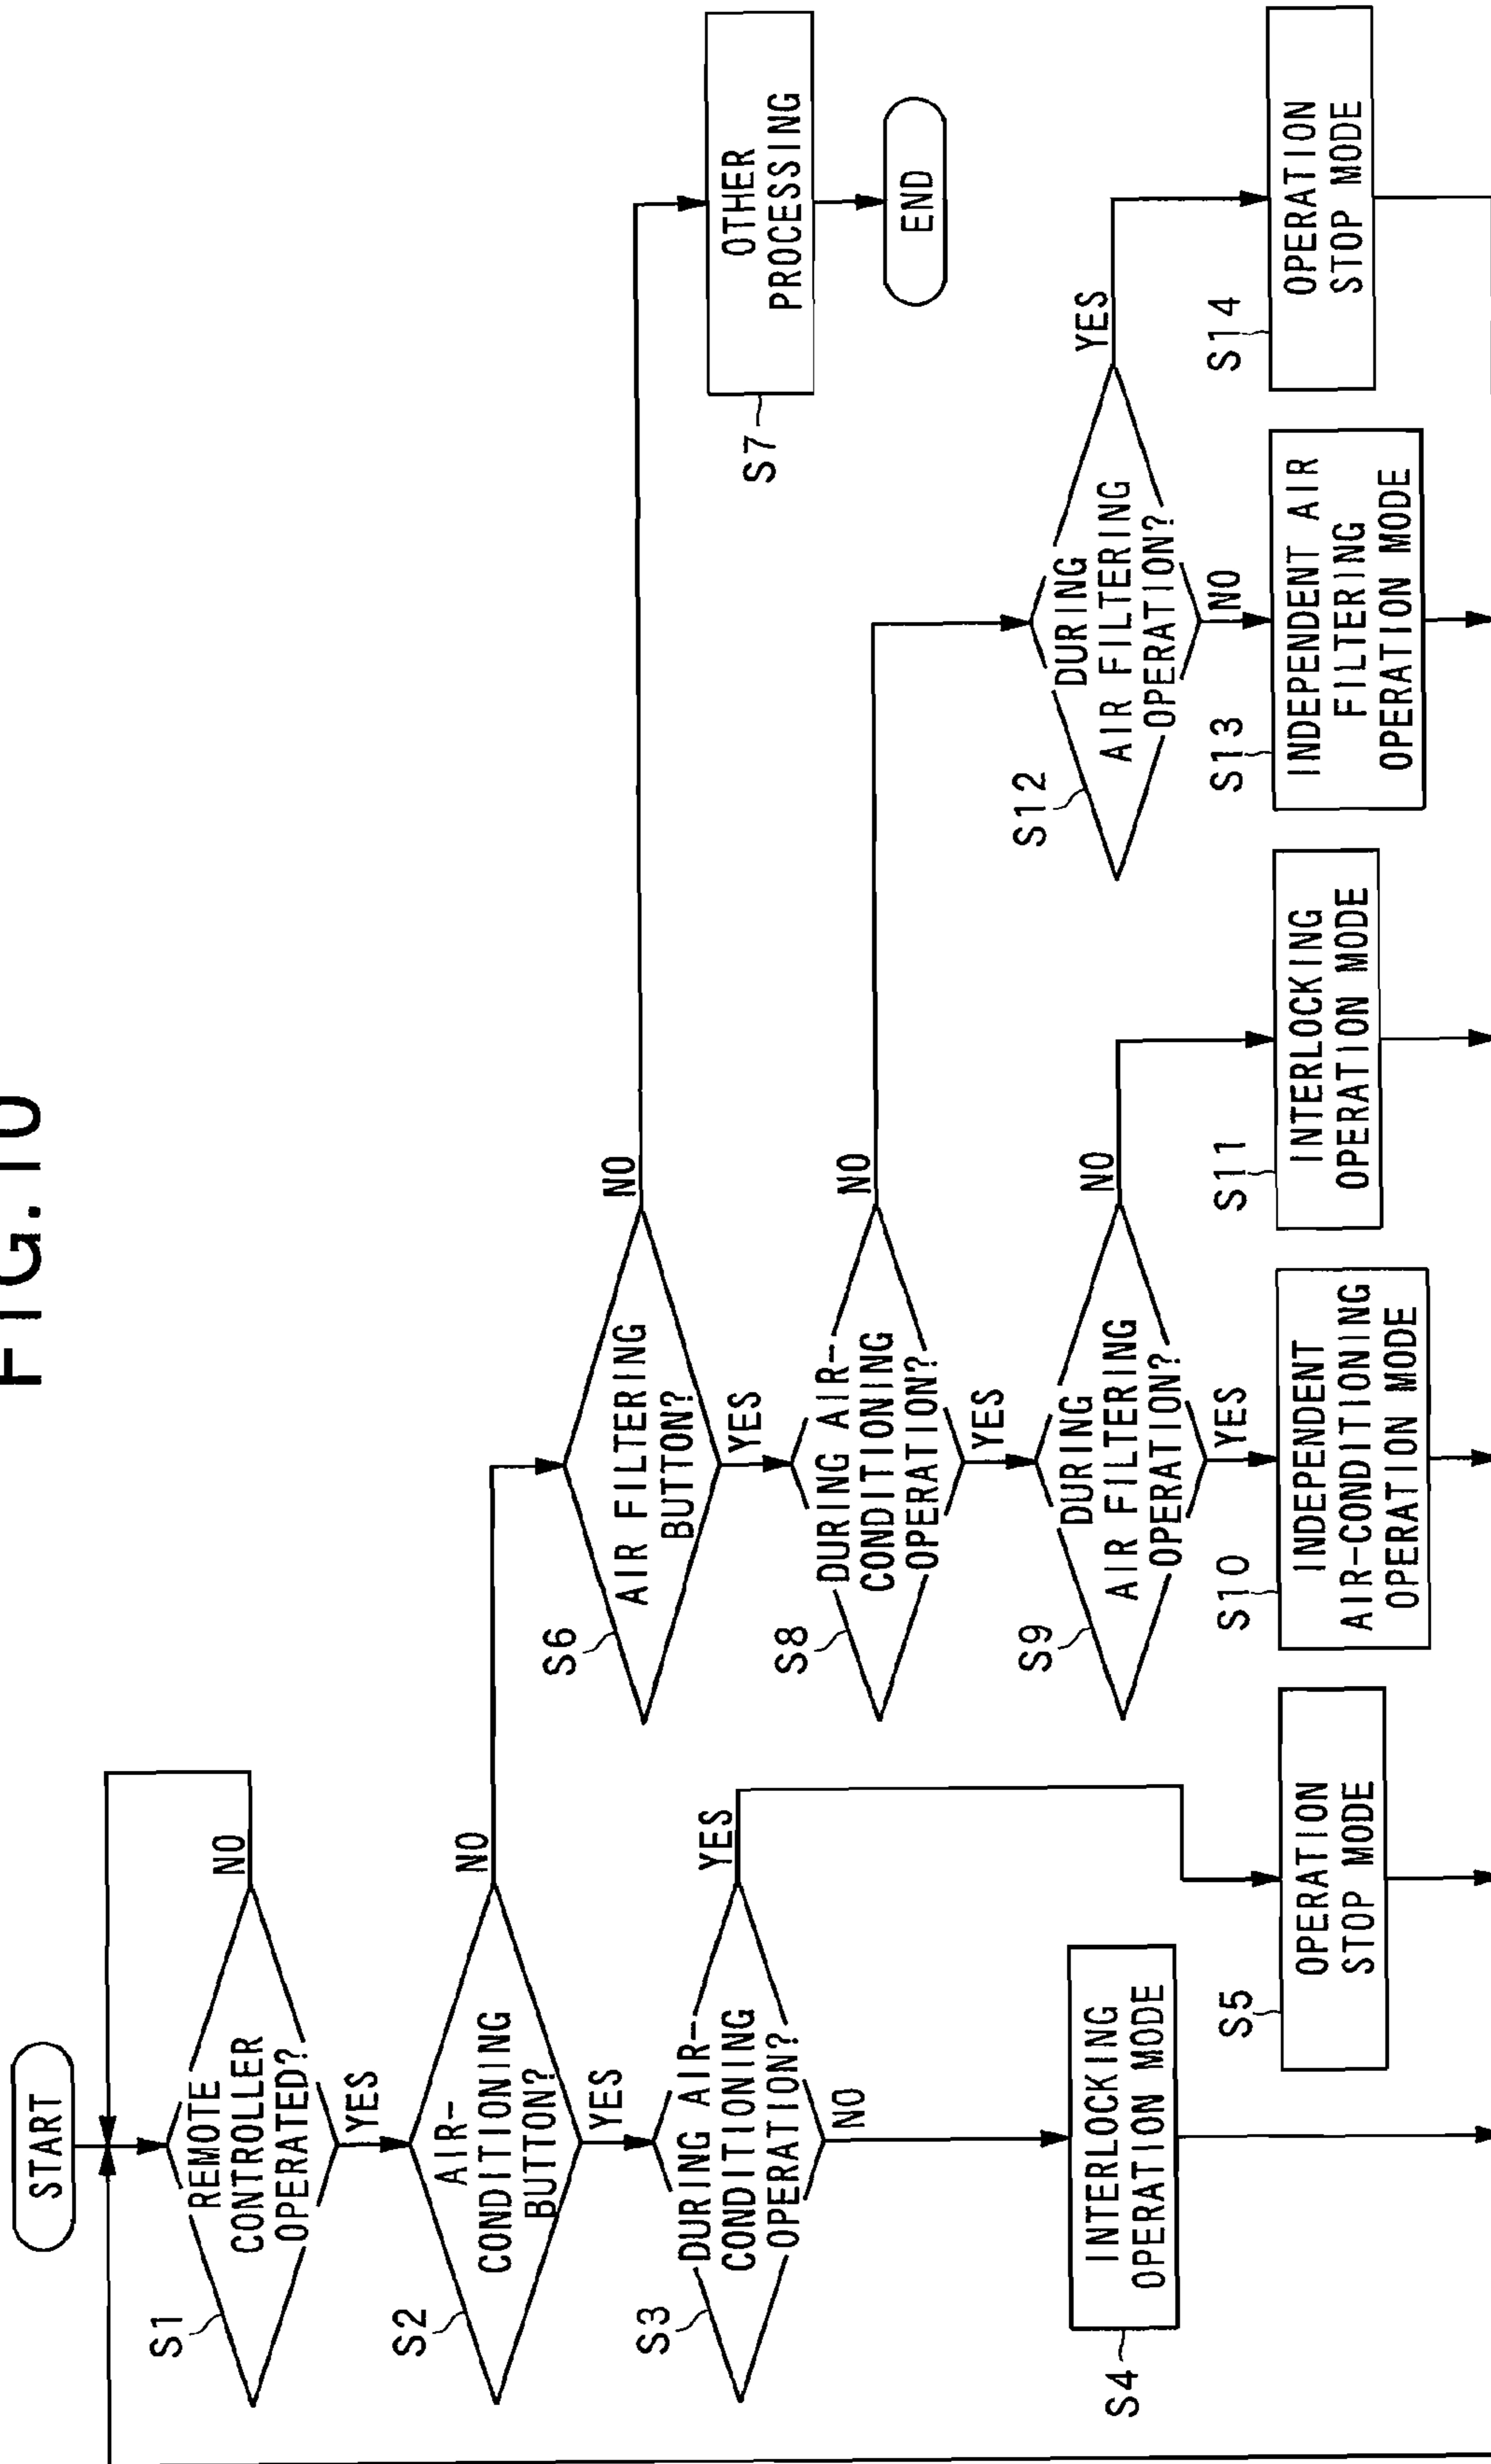 FIG.10
START
S1
REMOTE
CONTROLLER
OPERATED?
NO
YES
S2
AIR-
CONDITIONING
BUTTON?
NO
YES
S3
DURING AIR-
CONDITIONING
OPERATION?
YES
NO
S4
INTERLOCKING
OPERATION MODE
S5
OPERATION
STOP MODE
S6
AIR FILTERING
BUTTON?
NO
YES
S7
OTHER
PROCESSING
END
S8
DURING AIR-
CONDITIONING
OPERATION?
NO
YES
S9
DURING
AIR FILTERING
OPERATION?
NO
YES
S10
INDEPENDENT
AIR-CONDITIONING
OPERATION MODE
S11
INTERLOCKING
OPERATION MODE
S12
DURING
AIR FILTERING
OPERATION?
YES
NO
S13
INDEPENDENT AIR
FILTERING
OPERATION MODE
S14
OPERATION
STOP MODE